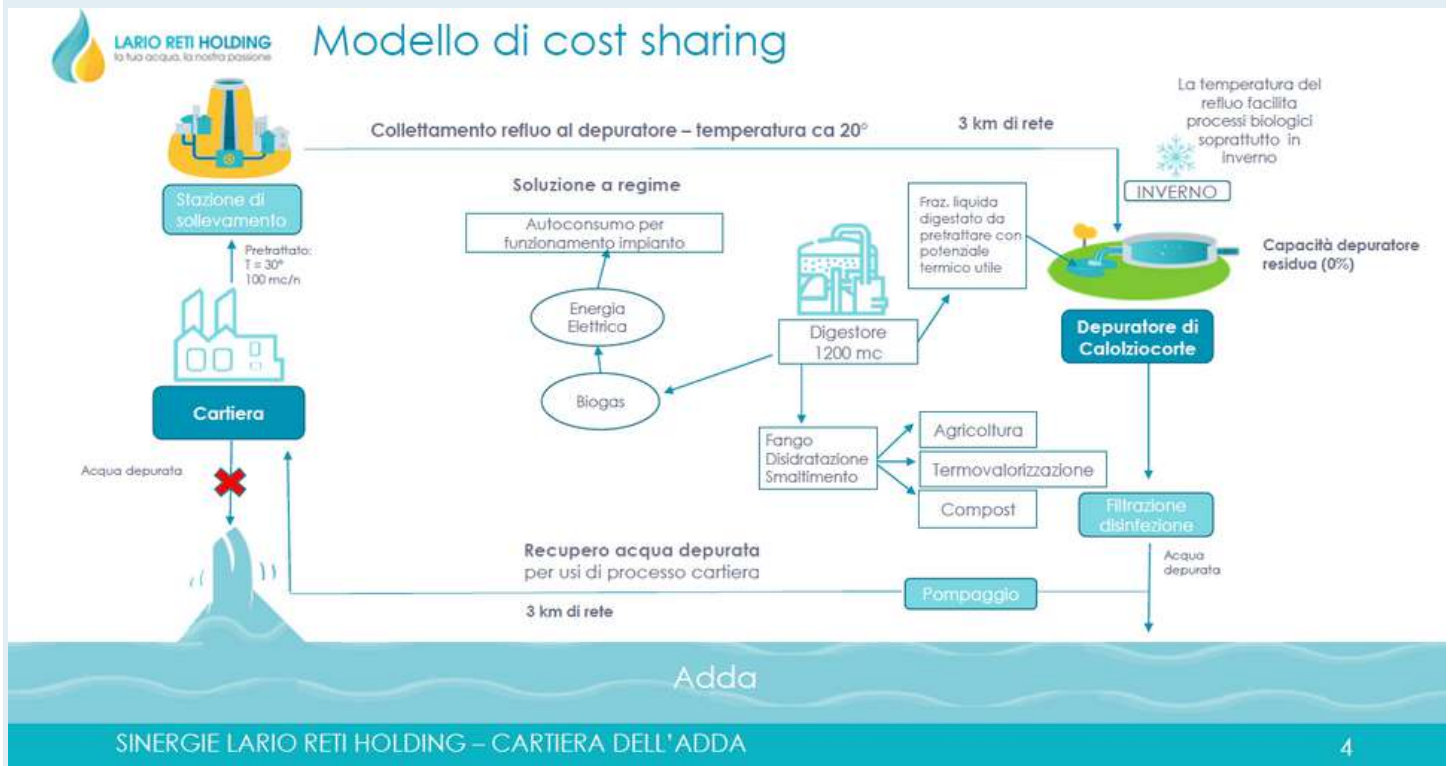 LARIO RETI HOLDING
la tua acqua, la nostra passione
Modello di cost sharing
La temperatura del
refluo facilita
processi biologici
soprattutto in
inverno
Collettamento refluo al depuratore – temperatura ca 20°
3 km di rete
INVERNO
Stazione di
sollevamento
Soluzione a regime
Autoconsumo per
funzionamento impianto
Fraz. liquida
digestato da
pretrattare con
potenziale
termico utile
Capacità depuratore
residua (0%)
Pretrattato:
T = 30°
100 mc/n
Energia
Elettrica
Digestore
1200 mc
Depuratore di
Calolziocorte
Biogas
Cartiera
Acqua depurata
Fango
Disidratazione
Smaltimento
Agricoltura
Termovalorizzazione
Compost
Filtrazione
disinfezione
Acqua
depurata
Recupero acqua depurata
per usi di processo cartiera
Pompaggio
3 km di rete
Adda
SINERGIE LARIO RETI HOLDING – CARTIERA DELL'ADDA
4